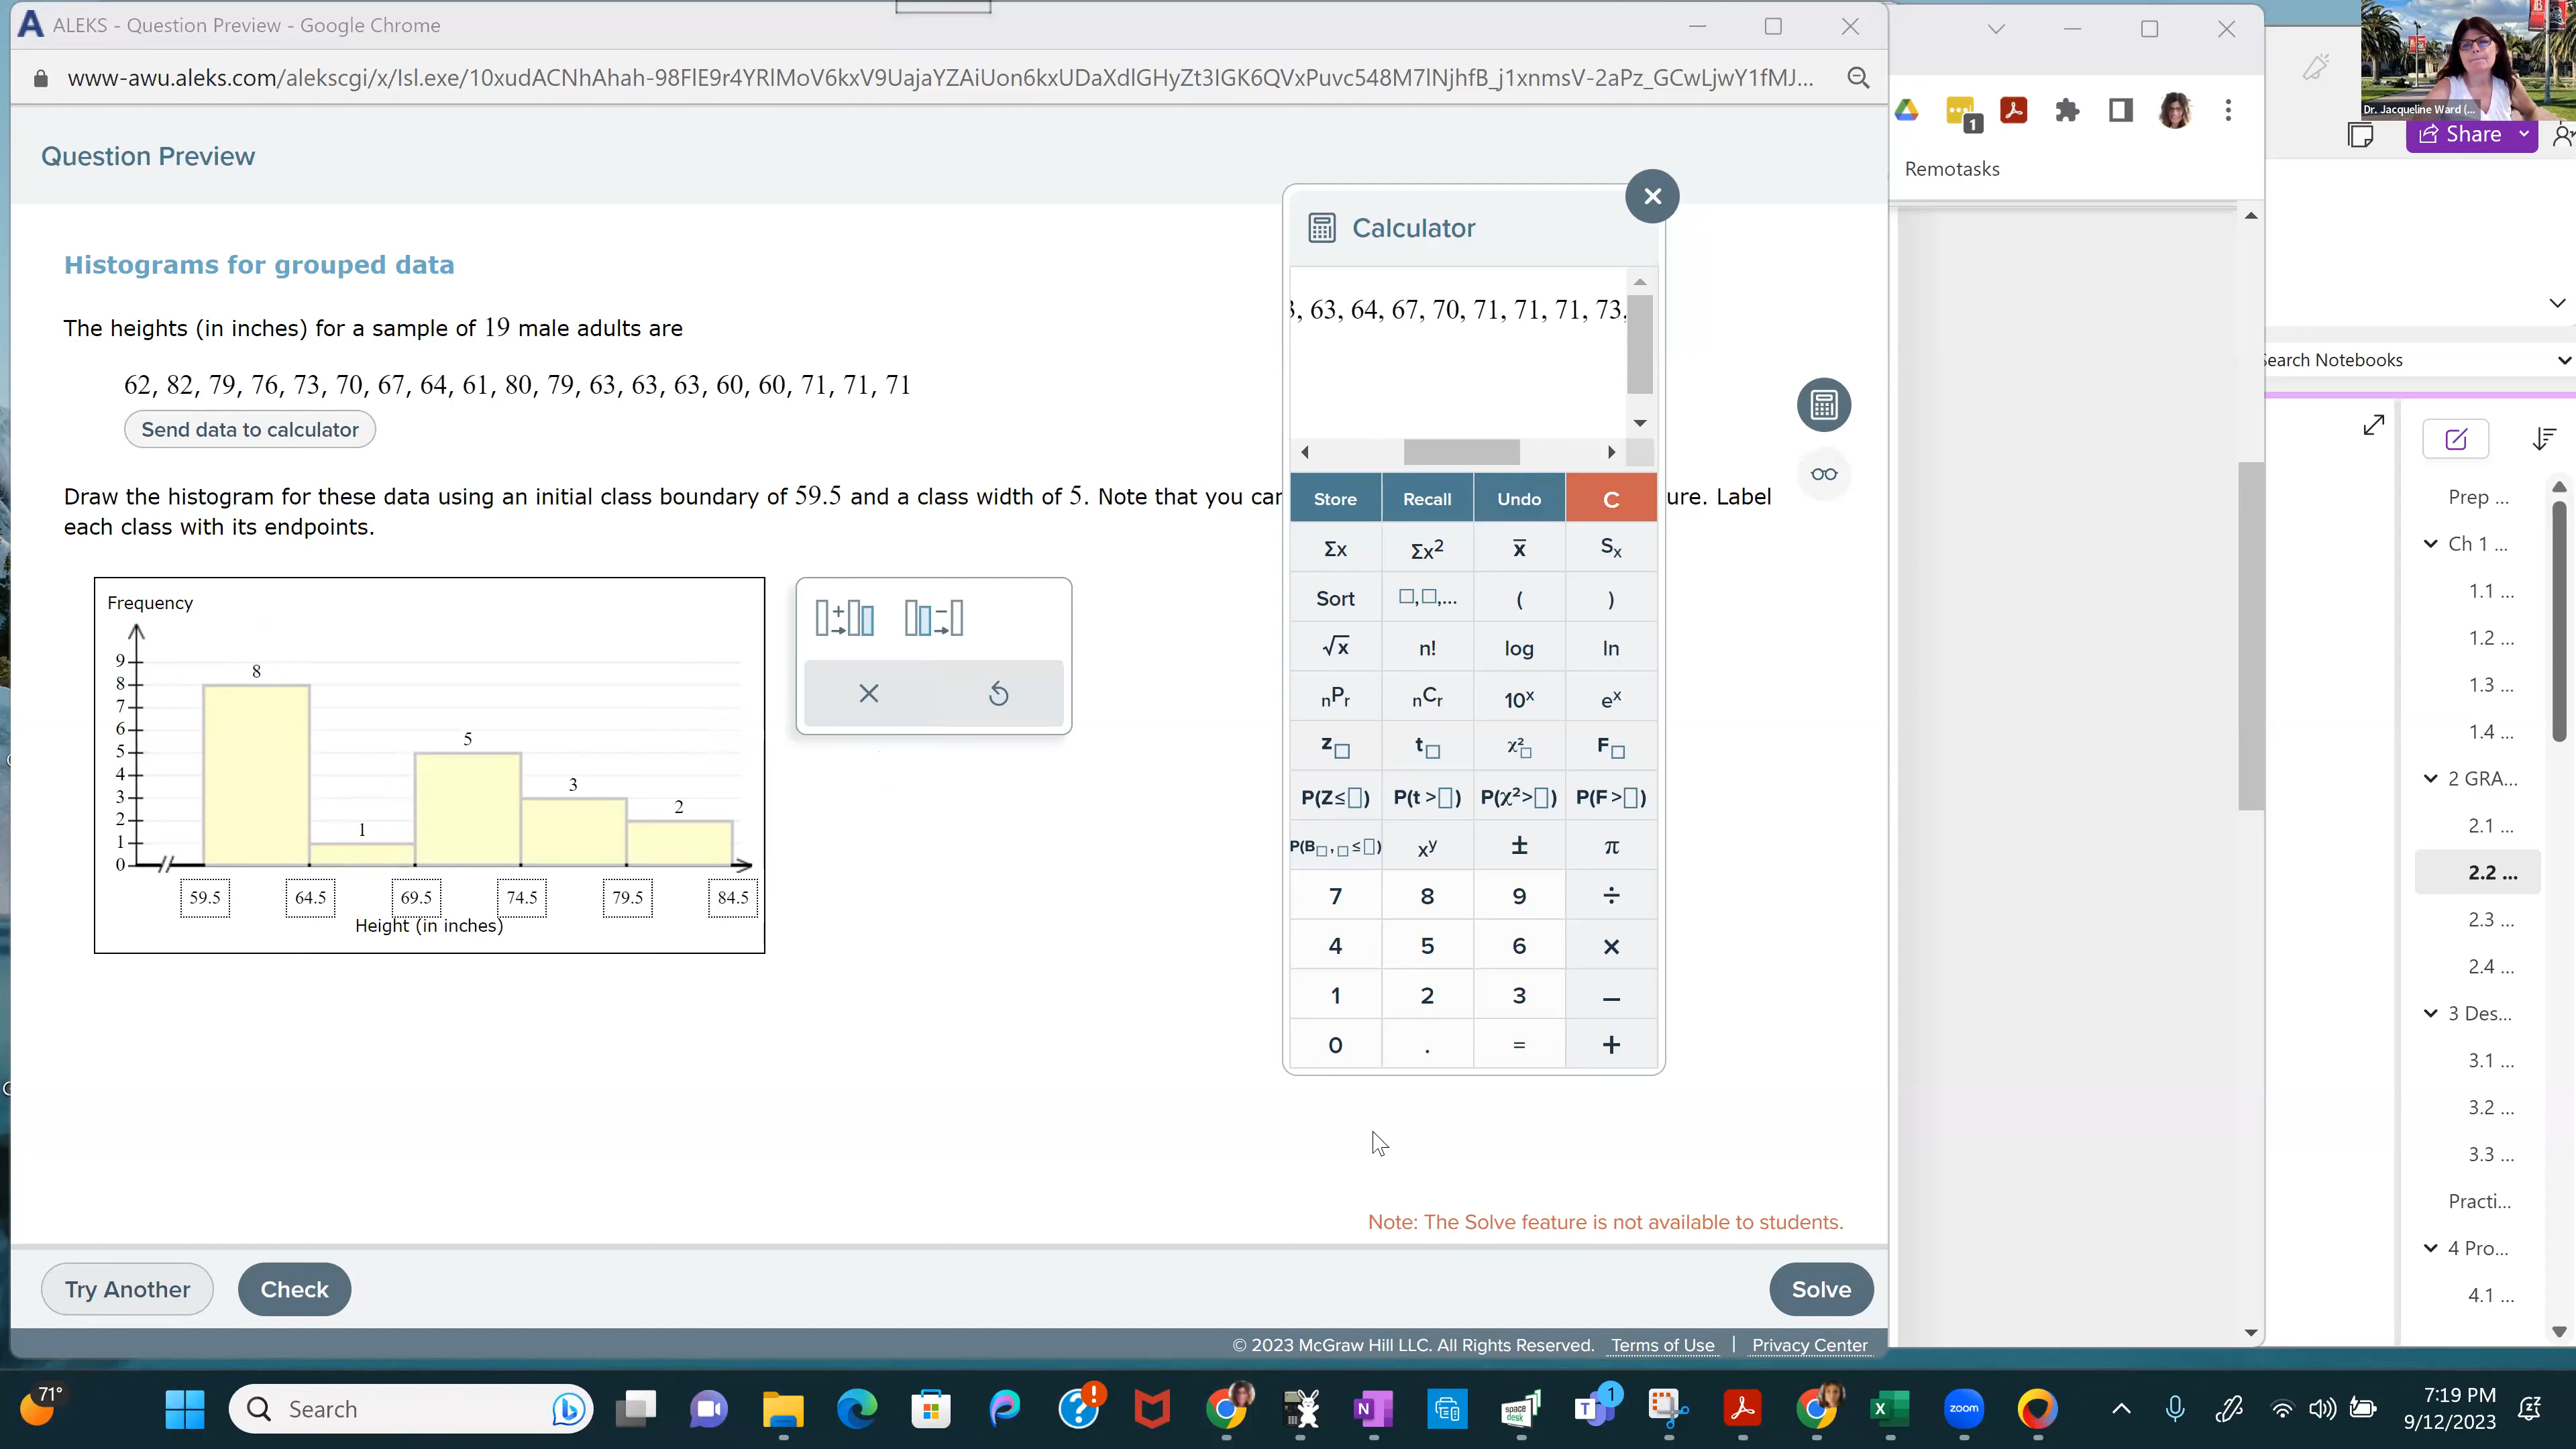 ALEKS - Question Preview - Google Chrome
www-awu.aleks.com/alekscgi/x/Isl.exe/10xudACNhAhah-98FlE9r4YRlMoV6kxV9UajaYZAiUon6kxUDaXdlGHyZt3IGK6QVxPuvc548M7lNjhfB_j1xnmsV-2aPz_GCwLjwY1fMJ...
Dr. Jacqueline Ward (...
1
Share
Remotasks
Question Preview
Calculator
Histograms for grouped data
The heights (in inches) for a sample of 19 male adults are
62, 82, 79, 76, 73, 70, 67, 64, 61, 80, 79, 63, 63, 63, 60, 60, 71, 71, 71
Send data to calculator
Draw the histogram for these data using an initial class boundary of 59.5 and a class width of 5. Note that you can
ure. Label
each class with its endpoints.
Frequency
9
8
7
6
5
4
3
2
1
0
8
1
5
3
2
59.5 64.5 69.5 74.5 79.5 84.5
Height (in inches)
, 63, 64, 67, 70, 71, 71, 71, 73,
Store Recall Undo C
Σx Σx² x̄ Sx
Sort □,□,... ( )
√x n! log ln
nPr nCr 10ˣ eˣ
z□ t□ χ²□ F□
P(Z≤□) P(t >□) P(χ²>□) P(F>□)
P(B□,□≤□) xʸ ± π
7 8 9 ÷
4 5 6 ×
1 2 3 −
0 . = +
Note: The Solve feature is not available to students.
Try Another
Check
Solve
© 2023 McGraw Hill LLC. All Rights Reserved. Terms of Use | Privacy Center
Search Notebooks
Prep ...
Ch 1 ...
1.1 ...
1.2 ...
1.3 ...
1.4 ...
2 GRA...
2.1 ...
2.2 ...
2.3 ...
2.4 ...
3 Des...
3.1 ...
3.2 ...
3.3 ...
Practi...
4 Pro...
4.1 ...
71°
Search
spacedesk
1
zoom
7:19 PM
9/12/2023